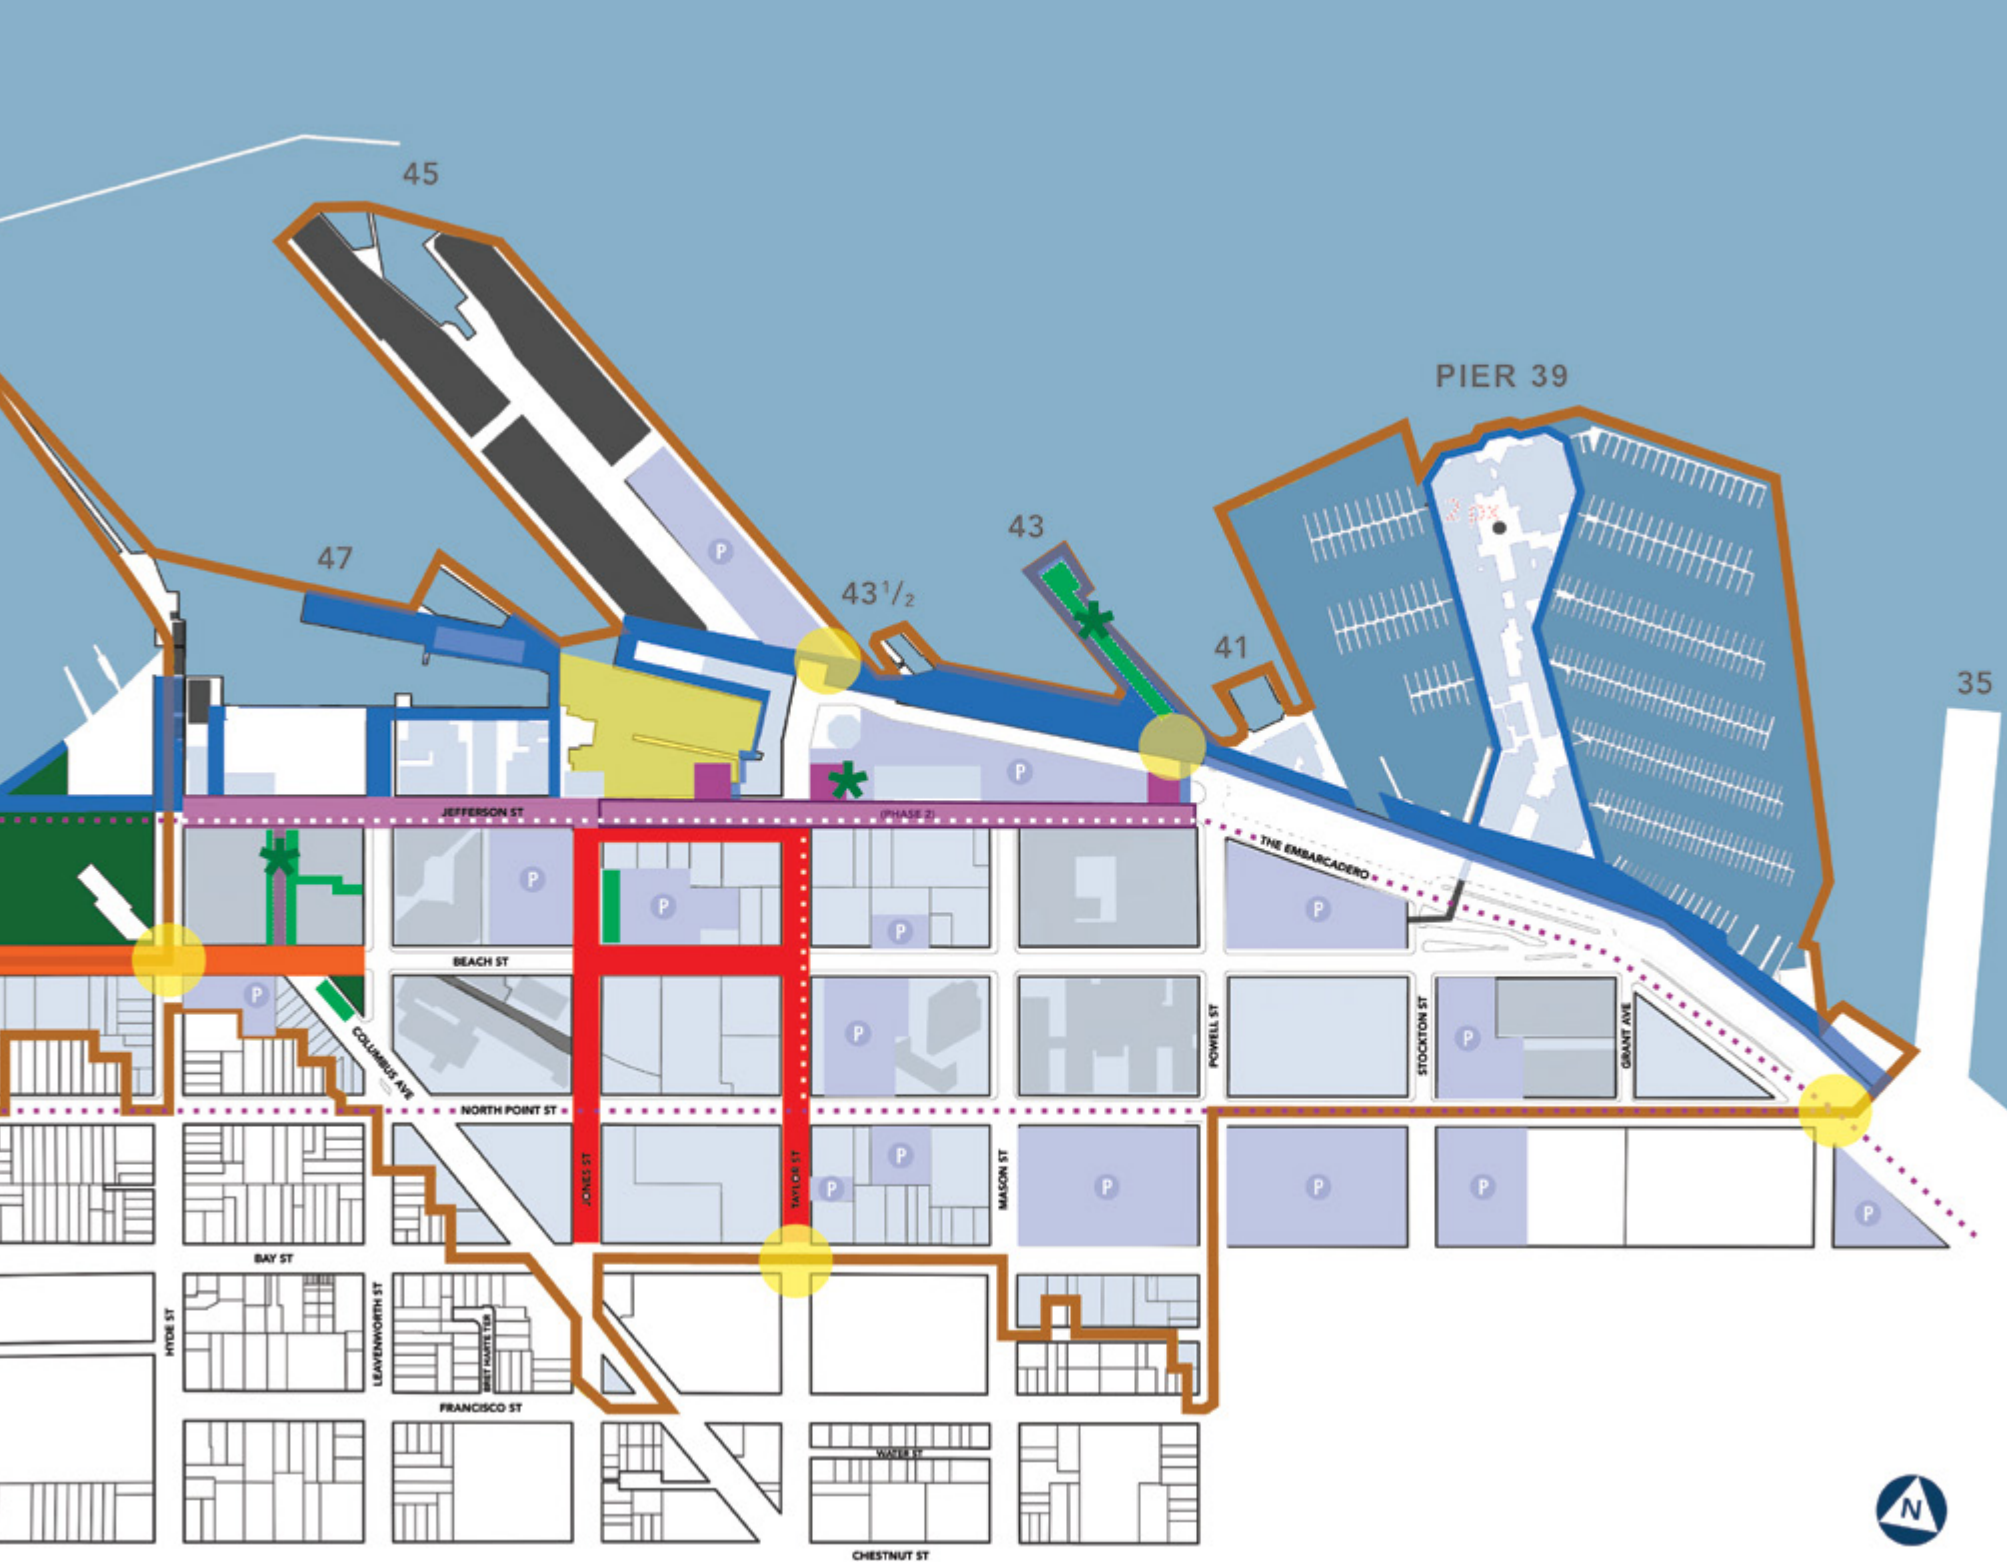 45
PIER 39
47
43
43 1/2
41
35
2 px
P
P
JEFFERSON ST
(PHASE 2)
THE EMBARCADERO
P
P
P
P
BEACH ST
P
COLUMBUS AVE
P
POWELL ST
STOCKTON ST
P
GRANT AVE
NORTH POINT ST
JONES ST
TAYLOR ST
P
P
MASON ST
P
P
P
P
BAY ST
HYDE ST
LEAVENWORTH ST
BRET HARTE TER
FRANCISCO ST
WATER ST
CHESTNUT ST
N